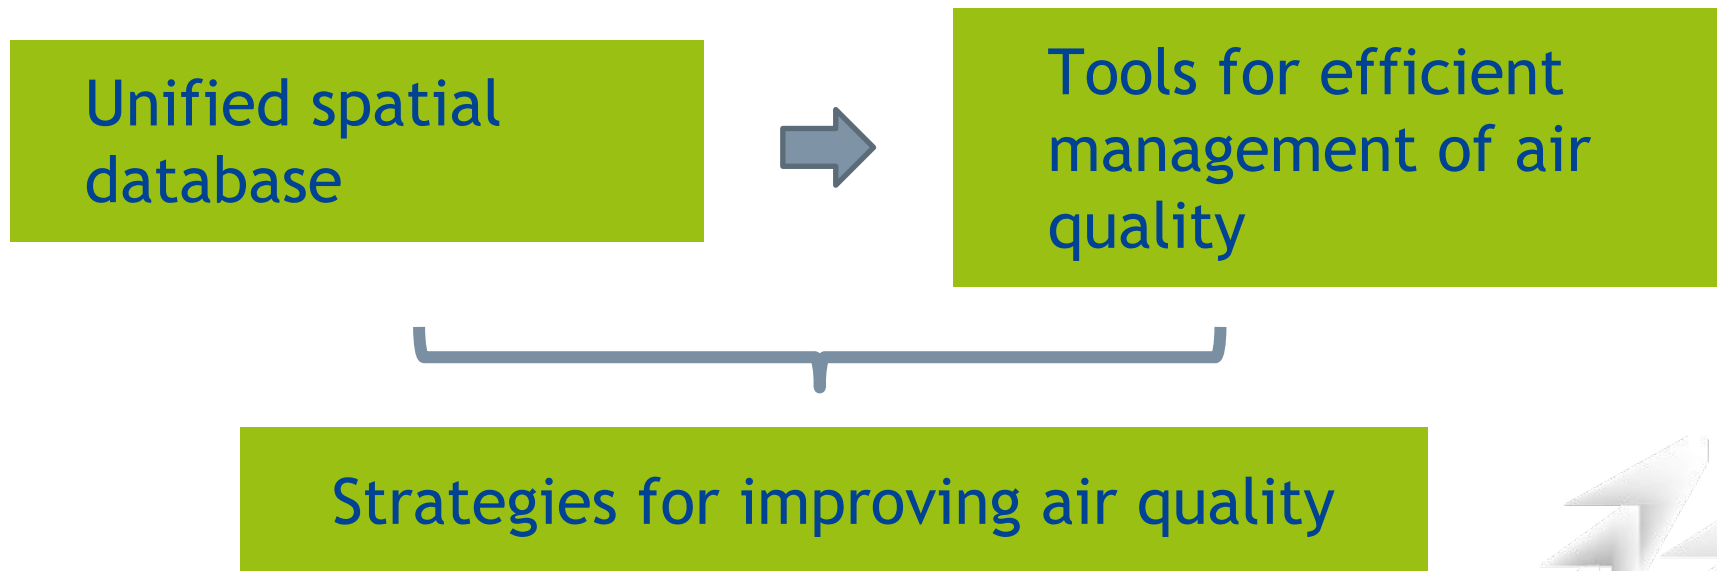 Unified spatial
database
Tools for efficient
management of air
quality
Strategies for improving air quality